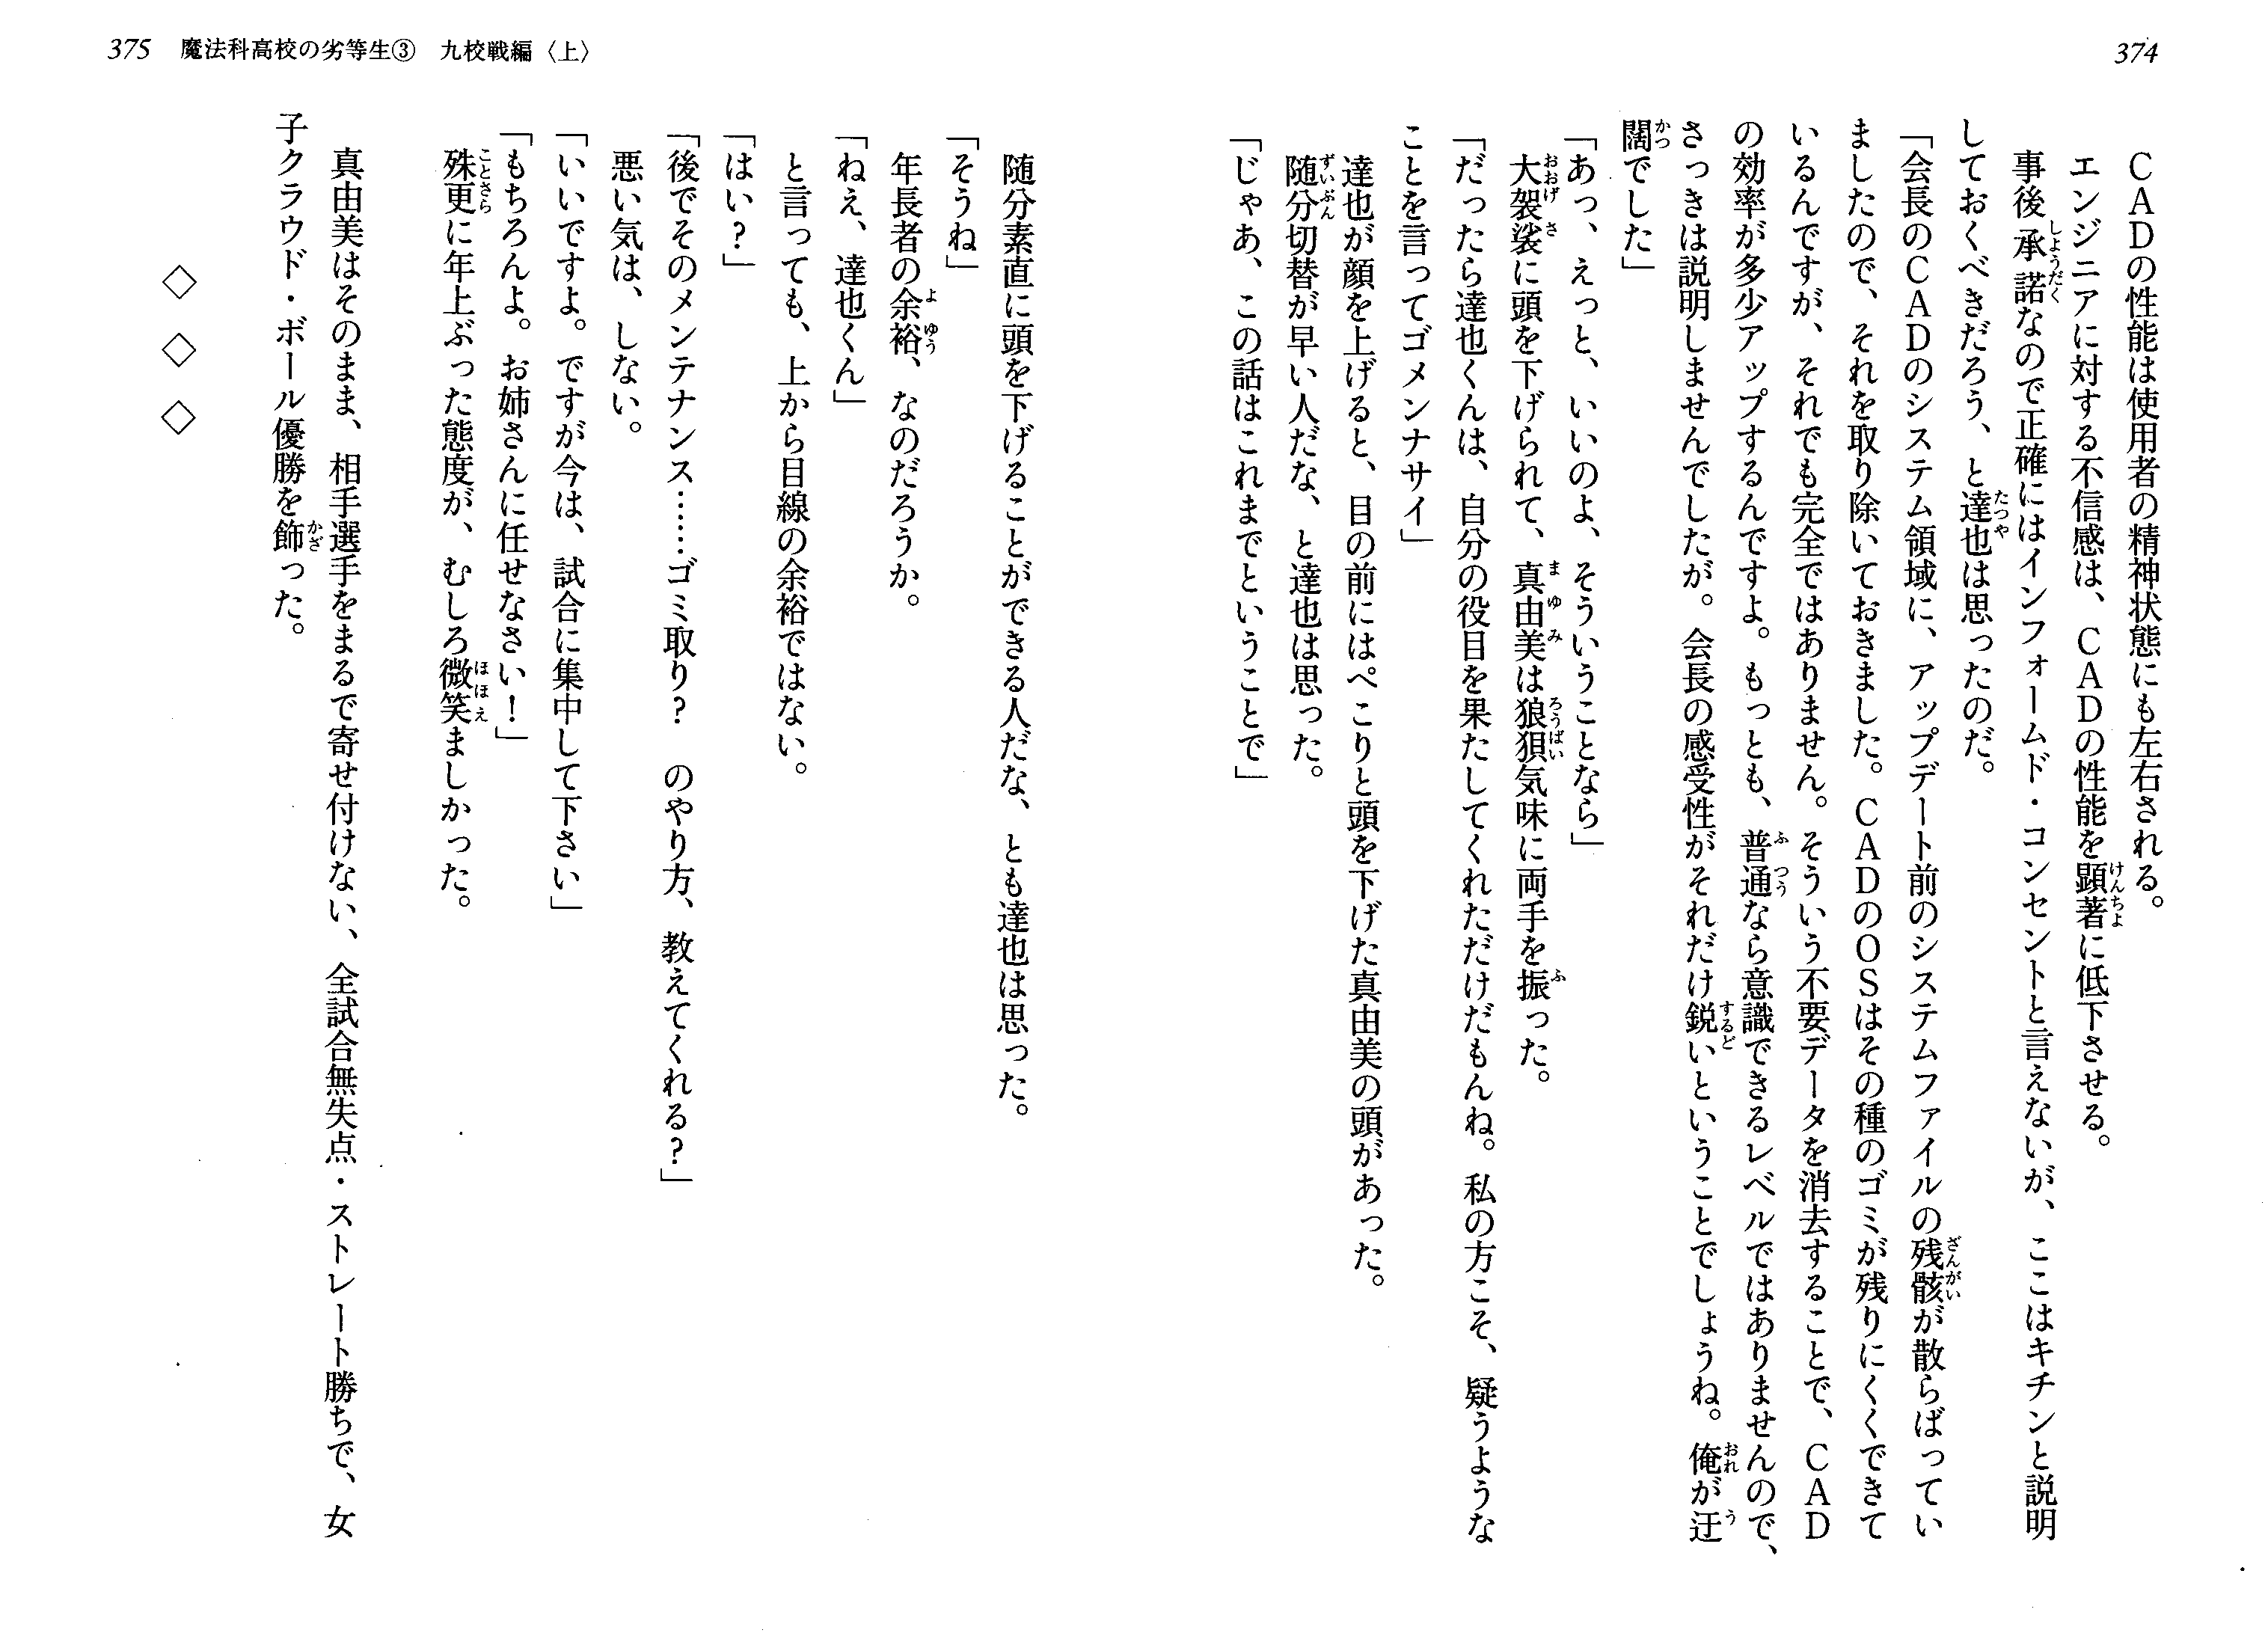 374
ＣＡＤの性能は使用者の精神状態にも左右される。
エンジニアに対する不信感は、ＣＡＤの性能を顕著に低下させる。
事後承諾なので正確にはインフォームド・コンセントと言えないが、ここはキチンと説明
しておくべきだろう、と達也は思ったのだ。
「会長のＣＡＤのシステム領域に、アップデート前のシステムファイルの残骸が散らばってい
ましたので、それを取り除いておきました。ＣＡＤのＯＳはその種のゴミが残りにくくできて
いるんですが、それでも完全ではありません。そういう不要データを消去することで、ＣＡＤ
の効率が多少アップするんですよ。もっとも、普通なら意識できるレベルではありませんので、
さっきは説明しませんでしたが。会長の感受性がそれだけ鋭いということでしょうね。俺が迂
闊でした」
「あっ、えっと、いいのよ、そういうことなら」
大袈裟に頭を下げられて、真由美は狼狽気味に両手を振った。
「だったら達也くんは、自分の役目を果たしてくれただけだもんね。私の方こそ、疑うような
ことを言ってゴメンナサイ」
達也が顔を上げると、目の前にはペこりと頭を下げた真由美の頭があった。
随分切替が早い人だな、と達也は思った。
「じゃあ、この話はこれまでということで」
375 魔法科高校の劣等生③ 九校戦編〈上〉
随分素直に頭を下げることができる人だな、とも達也は思った。
「そうね」
年長者の余裕、なのだろうか。
「ねえ、達也くん」
と言っても、上から目線の余裕ではない。
「はい？」
「後でそのメンテナンス……ゴミ取り？　のやり方、教えてくれる？」
悪い気は、しない。
「いいですよ。ですが今は、試合に集中して下さい」
「もちろんよ。お姉さんに任せなさい！」
殊更に年上ぶった態度が、むしろ微笑ましかった。
真由美はそのまま、相手選手をまるで寄せ付けない、全試合無失点・ストレート勝ちで、女
子クラウド・ボール優勝を飾った。
◇　◇　◇